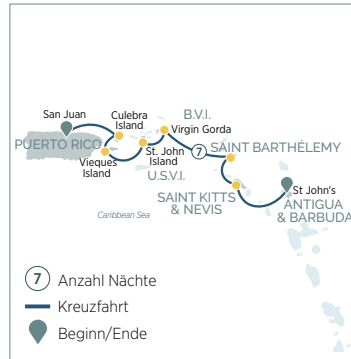 San Juan
Culebra
Island
B.V.I.
Virgin Gorda
PUERTO RICO
Vieques
Island
St. John
Island
U.S.V.I.
7
SAINT BARTHÉLEMY
SAINT KITTS
& NEVIS
St John's
ANTIGUA
& BARBUDA
Caribbean Sea
7 Anzahl Nächte
Kreuzfahrt
Beginn/Ende